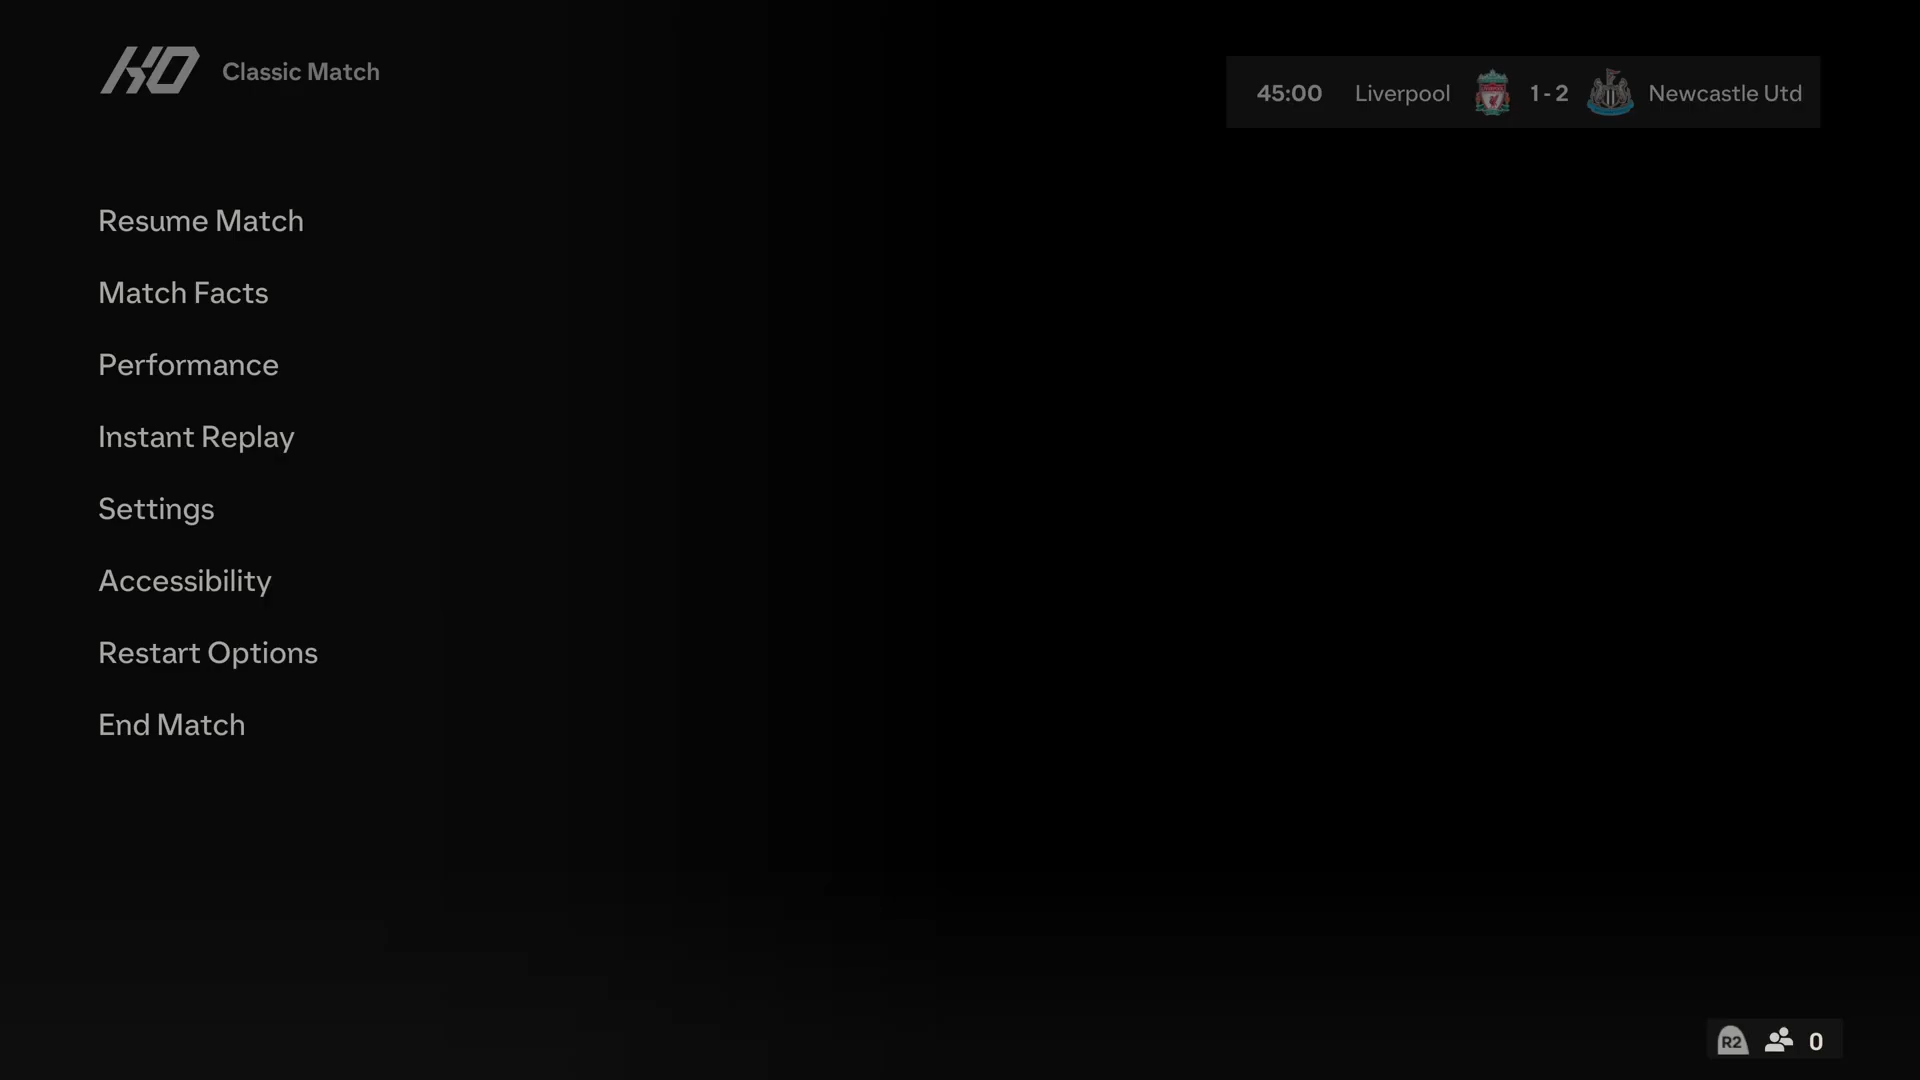 KO Classic Match
45:00 Liverpool 1 - 2 Newcastle Utd
Resume Match
Match Facts
Performance
Instant Replay
Settings
Accessibility
Restart Options
End Match
R2 0